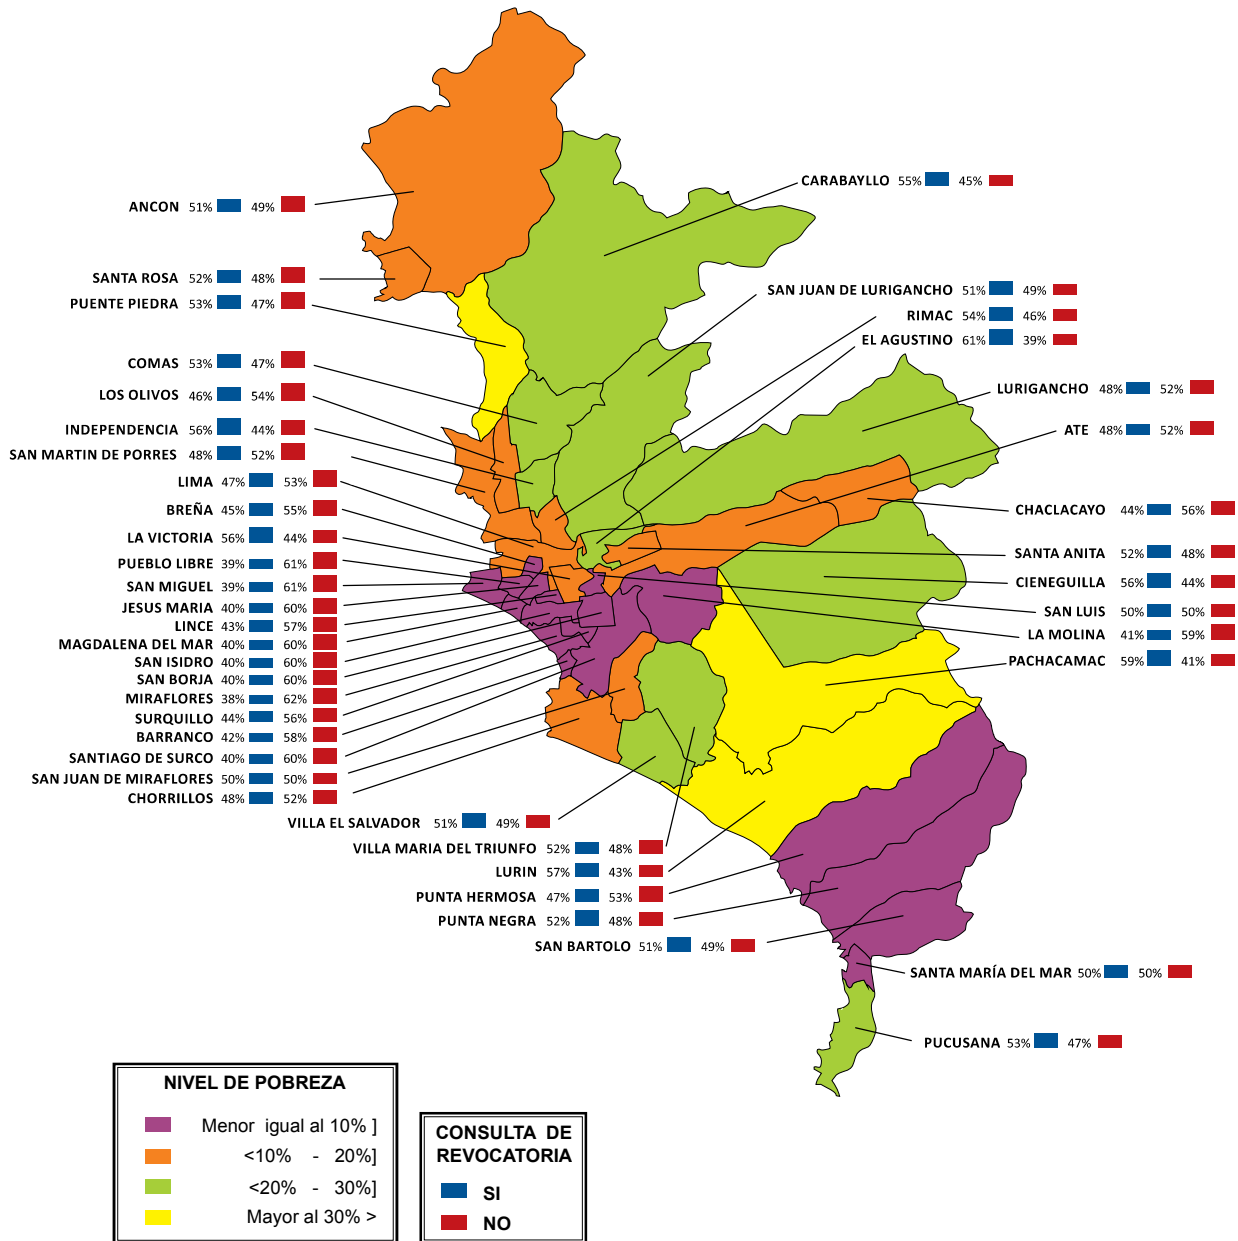 CARABAYLLO 55% 45%
ANCON 51% 49%
SANTA ROSA 52% 48%
PUENTE PIEDRA 53% 47%
SAN JUAN DE LURIGANCHO 51% 49%
RIMAC 54% 46%
EL AGUSTINO 61% 39%
COMAS 53% 47%
LOS OLIVOS 46% 54%
INDEPENDENCIA 56% 44%
SAN MARTIN DE PORRES 48% 52%
LIMA 47% 53%
BREÑA 45% 55%
LA VICTORIA 56% 44%
PUEBLO LIBRE 39% 61%
SAN MIGUEL 39% 61%
JESUS MARIA 40% 60%
LINCE 43% 57%
MAGDALENA DEL MAR 40% 60%
SAN ISIDRO 40% 60%
SAN BORJA 40% 60%
MIRAFLORES 38% 62%
SURQUILLO 44% 56%
BARRANCO 42% 58%
SANTIAGO DE SURCO 40% 60%
SAN JUAN DE MIRAFLORES 50% 50%
CHORRILLOS 48% 52%
LURIGANCHO 48% 52%
ATE 48% 52%
CHACLACAYO 44% 56%
SANTA ANITA 52% 48%
CIENEGUILLA 56% 44%
SAN LUIS 50% 50%
LA MOLINA 41% 59%
PACHACAMAC 59% 41%
VILLA EL SALVADOR 51% 49%
VILLA MARIA DEL TRIUNFO 52% 48%
LURIN 57% 43%
PUNTA HERMOSA 47% 53%
PUNTA NEGRA 52% 48%
SAN BARTOLO 51% 49%
SANTA MARÍA DEL MAR 50% 50%
PUCUSANA 53% 47%
NIVEL DE POBREZA
Menor igual al 10% ]
<10% - 20%]
<20% - 30%]
Mayor al 30% >
CONSULTA DE
REVOCATORIA
SI
NO